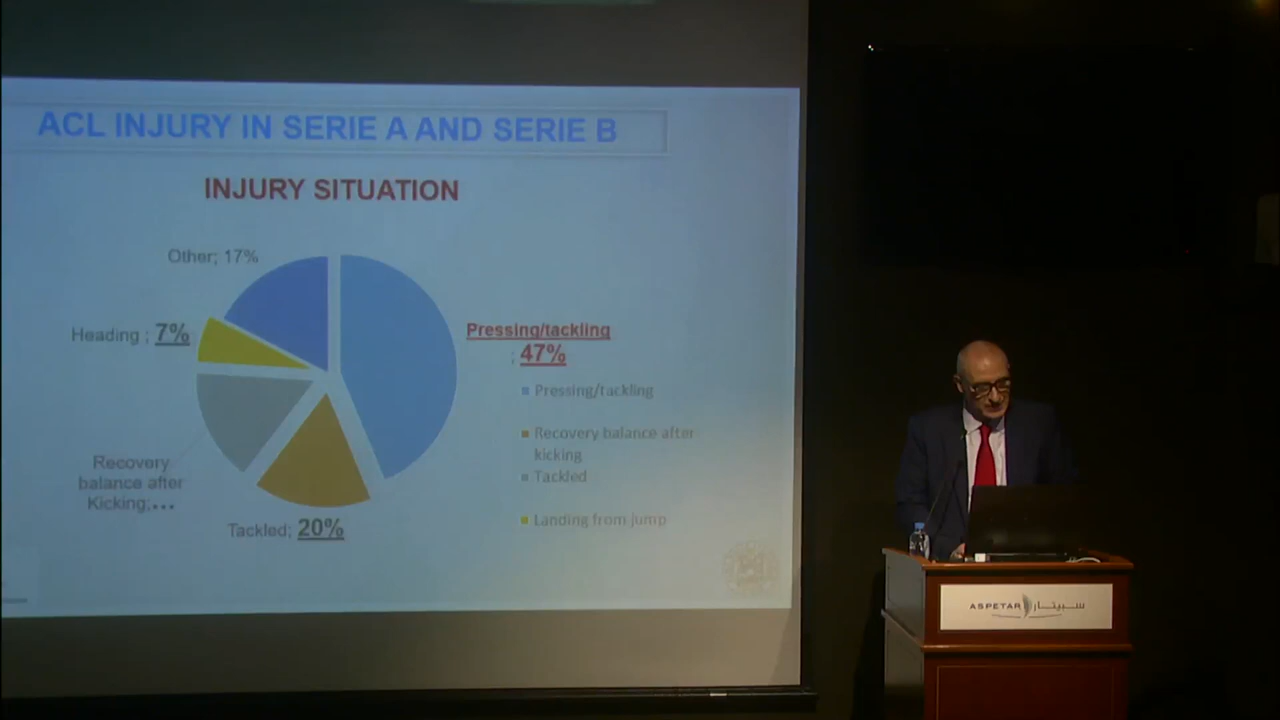 ACL INJURY IN SERIE A AND SERIE B
INJURY SITUATION
Other; 17%
Heading ; 7%
Pressing/tackling
; 47%
Pressing/tackling
Recovery balance after
kicking
Tackled
Landing from jump
Recovery
balance after
Kicking;...
Tackled; 20%
ASPETAR سبيتار